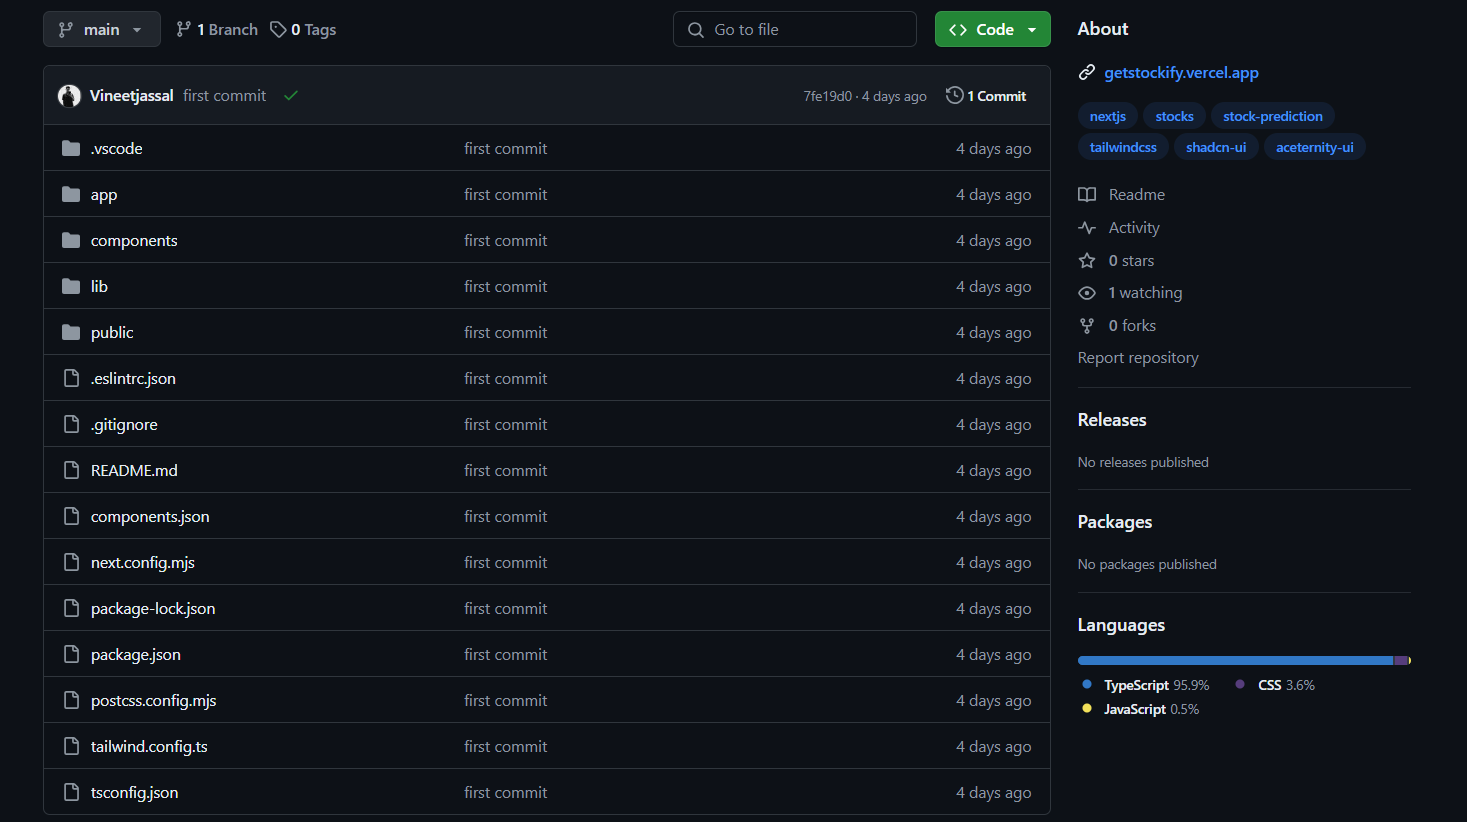 main
1 Branch
0 Tags
Go to file
Code
Vineetjassal first commit
7fe19d0 · 4 days ago
1 Commit
.vscode first commit 4 days ago
app first commit 4 days ago
components first commit 4 days ago
lib first commit 4 days ago
public first commit 4 days ago
.eslintrc.json first commit 4 days ago
.gitignore first commit 4 days ago
README.md first commit 4 days ago
components.json first commit 4 days ago
next.config.mjs first commit 4 days ago
package-lock.json first commit 4 days ago
package.json first commit 4 days ago
postcss.config.mjs first commit 4 days ago
tailwind.config.ts first commit 4 days ago
tsconfig.json first commit 4 days ago
About
getstockify.vercel.app
nextjs stocks stock-prediction
tailwindcss shadcn-ui aceternity-ui
Readme
Activity
0 stars
1 watching
0 forks
Report repository
Releases
No releases published
Packages
No packages published
Languages
TypeScript 95.9% CSS 3.6%
JavaScript 0.5%